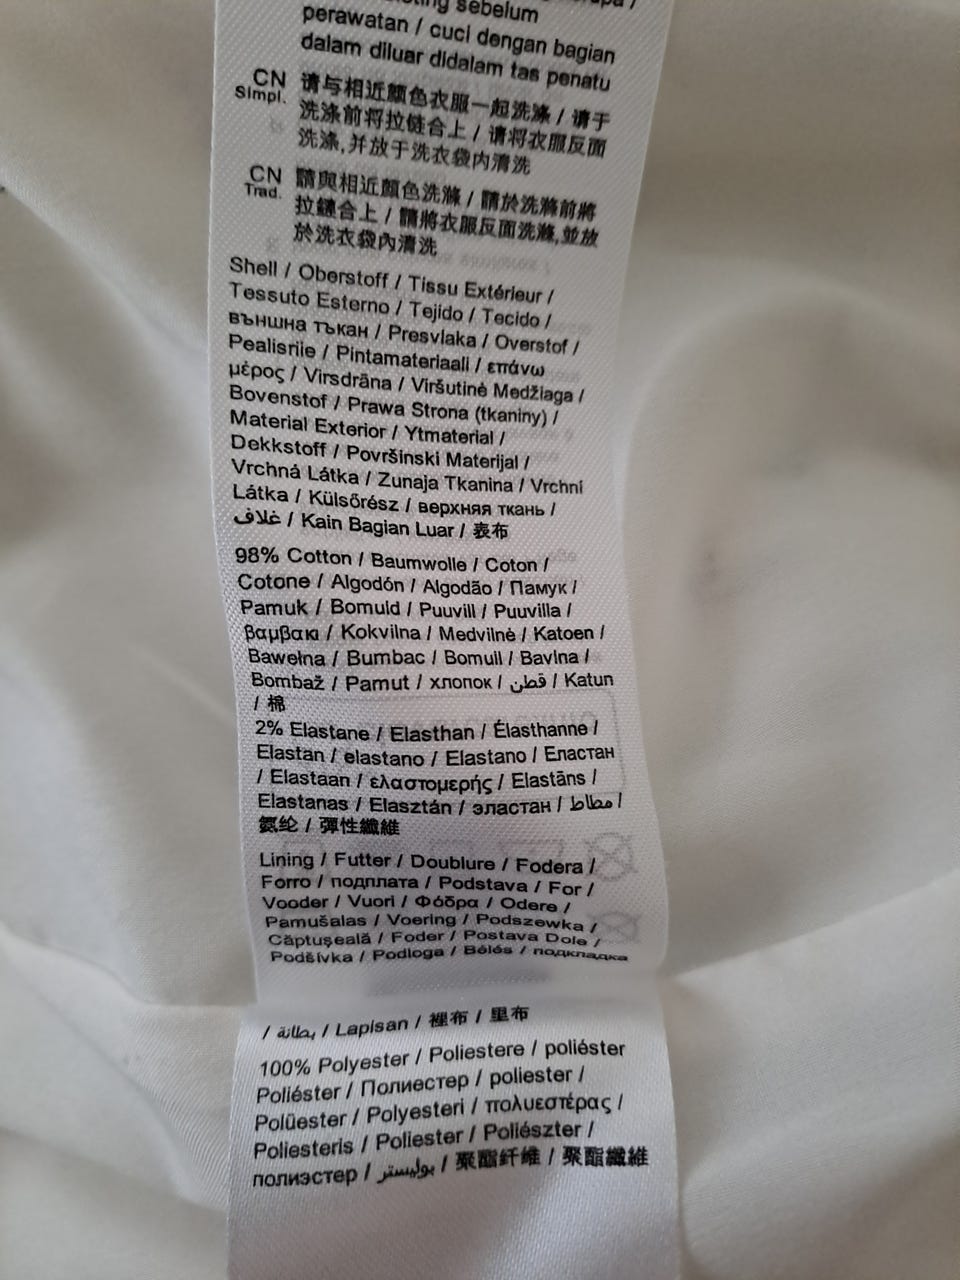 sebelum
perawatan / cuci dengan bagian
dalam diluar didalam tas penatu
CN Simpl. 请与相近颜色衣服一起洗涤 / 请于
洗涤前将拉链合上 / 请将衣服反面
洗涤,并放于洗衣袋内清洗
CN Trad. 請與相近顏色洗滌 / 請於洗滌前將
拉鏈合上 / 請將衣服反面洗滌,並放
於洗衣袋內清洗
Shell / Oberstoff / Tissu Extérieur /
Tessuto Esterno / Tejido / Tecido /
външна тъкан / Presvlaka / Overstof /
Pealisriie / Pintamateriaali / επάνω
μέρος / Virsdrāna / Viršutinė Medžiaga /
Bovenstof / Prawa Strona (tkaniny) /
Material Exterior / Ytmaterial /
Dekkstoff / Površinski Materijal /
Vrchná Látka / Zunaja Tkanina / Vrchní
Látka / Külsőrész / верхняя ткань /
غلاف / Kain Bagian Luar / 表布
98% Cotton / Baumwolle / Coton /
Cotone / Algodón / Algodão / Памук /
Pamuk / Bomuld / Puuvill / Puuvilla /
βαμβακι / Kokvilna / Medvilnė / Katoen /
Bawełna / Bumbac / Bomull / Bavlna /
Bombaž / Pamut / хлопок / قطن / Katun
/ 棉
2% Elastane / Elasthan / Élasthanne /
Elastan / elastano / Elastano / Еластан
/ Elastaan / ελαστομερής / Elastāns /
Elastanas / Elasztán / эластан / مطاط /
氨纶 / 彈性纖維
Lining / Futter / Doublure / Fodera /
Forro / подплата / Podstava / For /
Vooder / Vuori / Φόδρα / Odere /
Pamušalas / Voering / Podszewka /
Căptușeală / Foder / Postava Dole /
Podšívka / Podloga / Bélés / подкладка
/ بطانة / Lapisan / 裡布 / 里布
100% Polyester / Poliestere / poliéster
Poliéster / Полиестер / poliester /
Polüester / Polyesteri / πολυεστέρας /
Poliesteris / Poliester / Poliészter /
полиэстер / بوليستر / 聚酯纤维 / 聚酯纖維